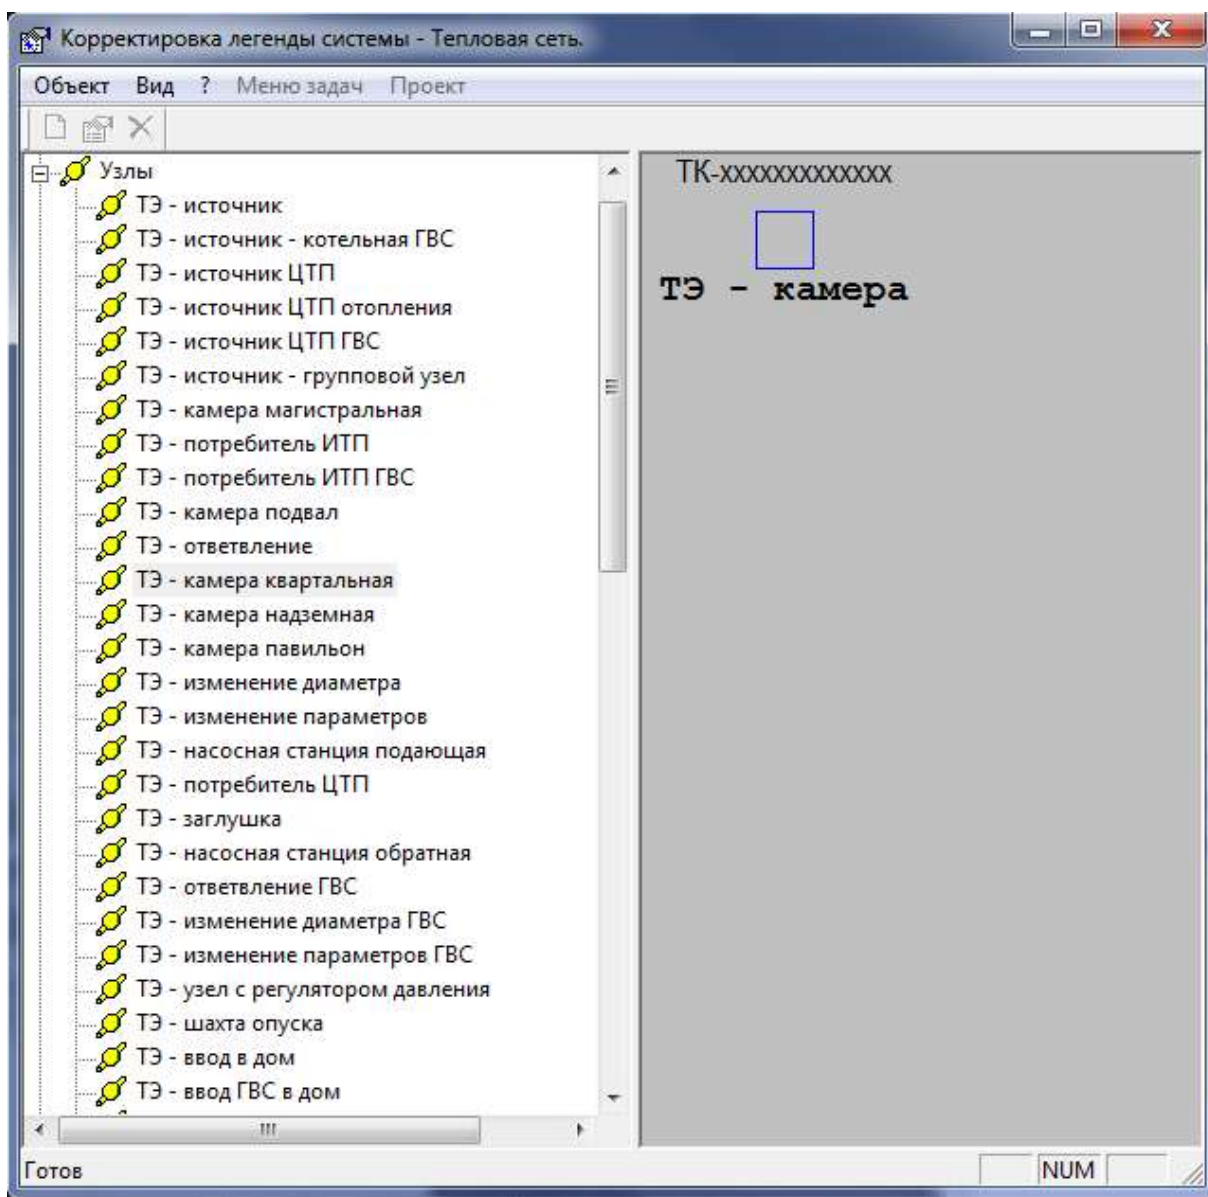 Корректировка легенды системы - Тепловая сеть.
Объект Вид ? Меню задач Проект
Узлы
ТЭ - источник
ТЭ - источник - котельная ГВС
ТЭ - источник ЦТП
ТЭ - источник ЦТП отопления
ТЭ - источник ЦТП ГВС
ТЭ - источник - групповой узел
ТЭ - камера магистральная
ТЭ - потребитель ИТП
ТЭ - потребитель ИТП ГВС
ТЭ - камера подвал
ТЭ - ответвление
ТЭ - камера квартальная
ТЭ - камера надземная
ТЭ - камера павильон
ТЭ - изменение диаметра
ТЭ - изменение параметров
ТЭ - насосная станция подающая
ТЭ - потребитель ЦТП
ТЭ - заглушка
ТЭ - насосная станция обратная
ТЭ - ответвление ГВС
ТЭ - изменение диаметра ГВС
ТЭ - изменение параметров ГВС
ТЭ - узел с регулятором давления
ТЭ - шахта опуска
ТЭ - ввод в дом
ТЭ - ввод ГВС в дом
ТК-xxxxxxxxxxxxx
ТЭ - камера
Готов
NUM